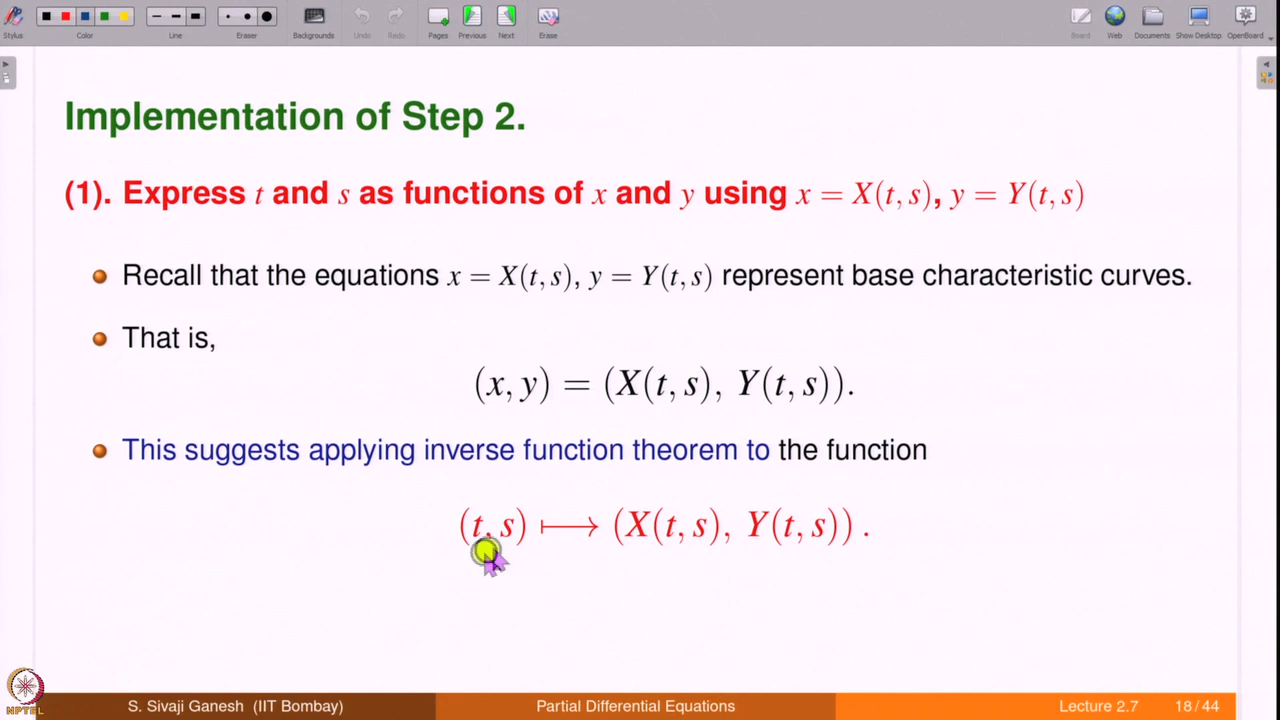 Stylus Color Line Eraser Backgrounds Undo Redo Pages Previous Next Erase Board Web Documents Show Desktop OpenBoard
Implementation of Step 2.
(1). Express t and s as functions of x and y using x = X(t, s), y = Y(t, s)
Recall that the equations x = X(t, s), y = Y(t, s) represent base characteristic curves.
That is,
(x, y) = (X(t, s), Y(t, s)).
This suggests applying inverse function theorem to the function
(t, s) ⟼ (X(t, s), Y(t, s)) .
NPTEL
S. Sivaji Ganesh (IIT Bombay) Partial Differential Equations Lecture 2.7 18 / 44